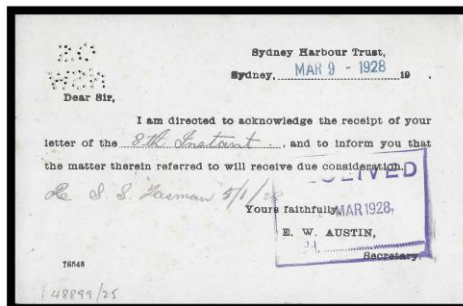 Sydney Harbour Trust,
Sydney, MAR 9 - 1928 19 .
Dear Sir,
I am directed to acknowledge the receipt of your
letter of the 8th Instant . and to inform you that
the matter therein referred to will receive due consideration.
Re S. S. Tasman 5/1/28
Yours faithfully,
MAR 1928,
E. W. AUSTIN,
Secretary.
78548
48899/25